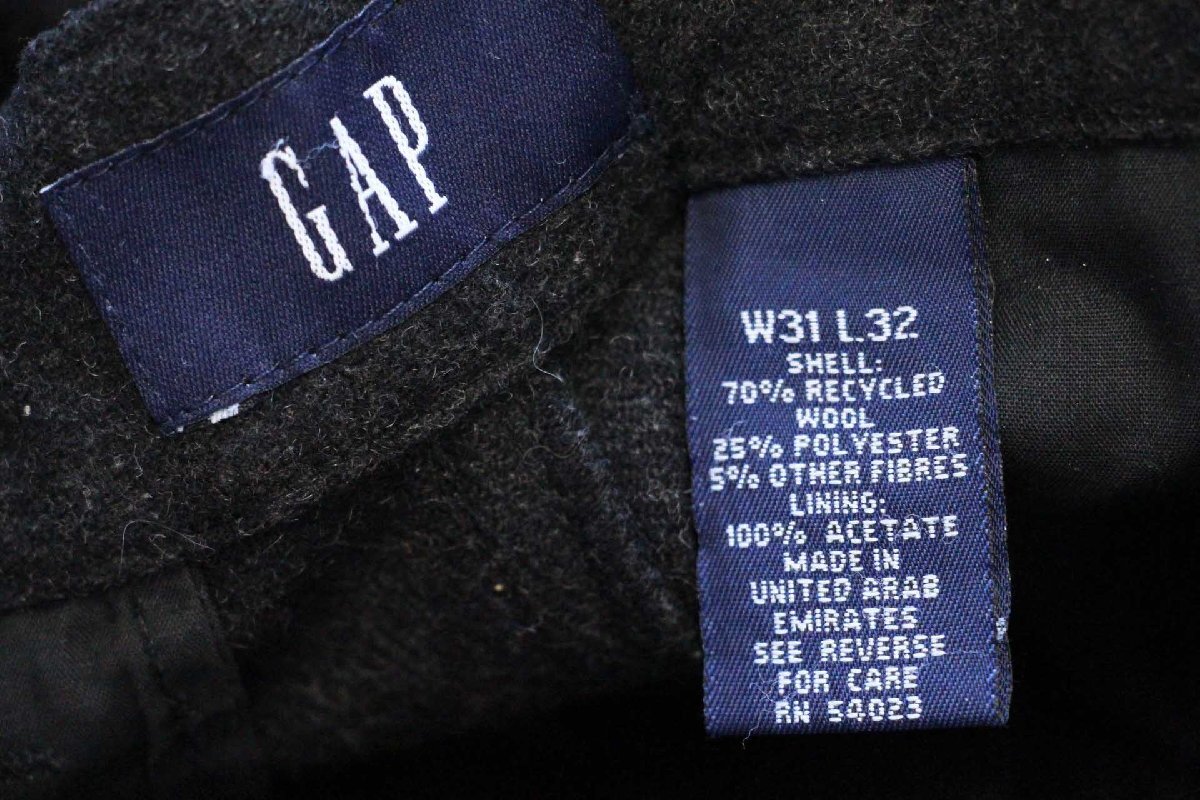 GAP
W31 L32
SHELL:
70% RECYCLED
WOOL
25% POLYESTER
5% OTHER FIBRES
LINING:
100% ACETATE
MADE IN
UNITED ARAB
EMIRATES
SEE REVERSE
FOR CARE
RN 54023